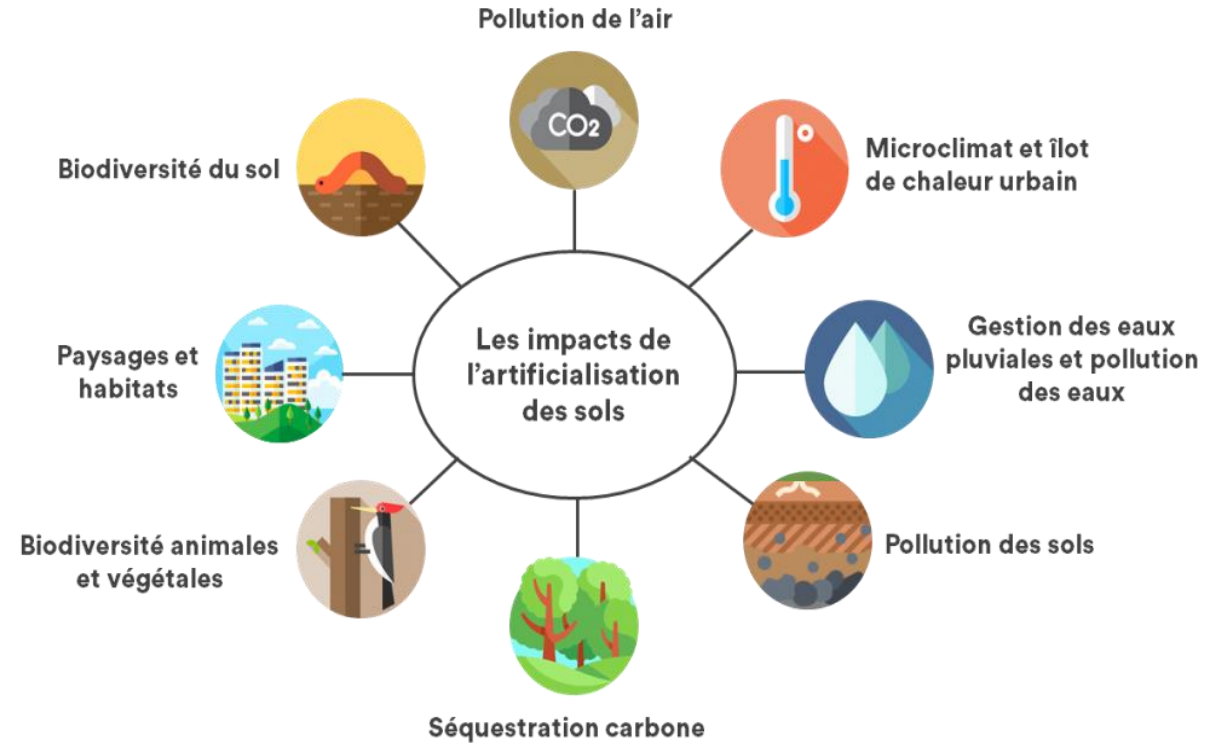 Pollution de l'air
CO2
Biodiversité du sol
Microclimat et îlot
de chaleur urbain
Paysages et
habitats
Les impacts de
l'artificialisation
des sols
Gestion des eaux
pluviales et pollution
des eaux
Biodiversité animales
et végétales
Pollution des sols
Séquestration carbone